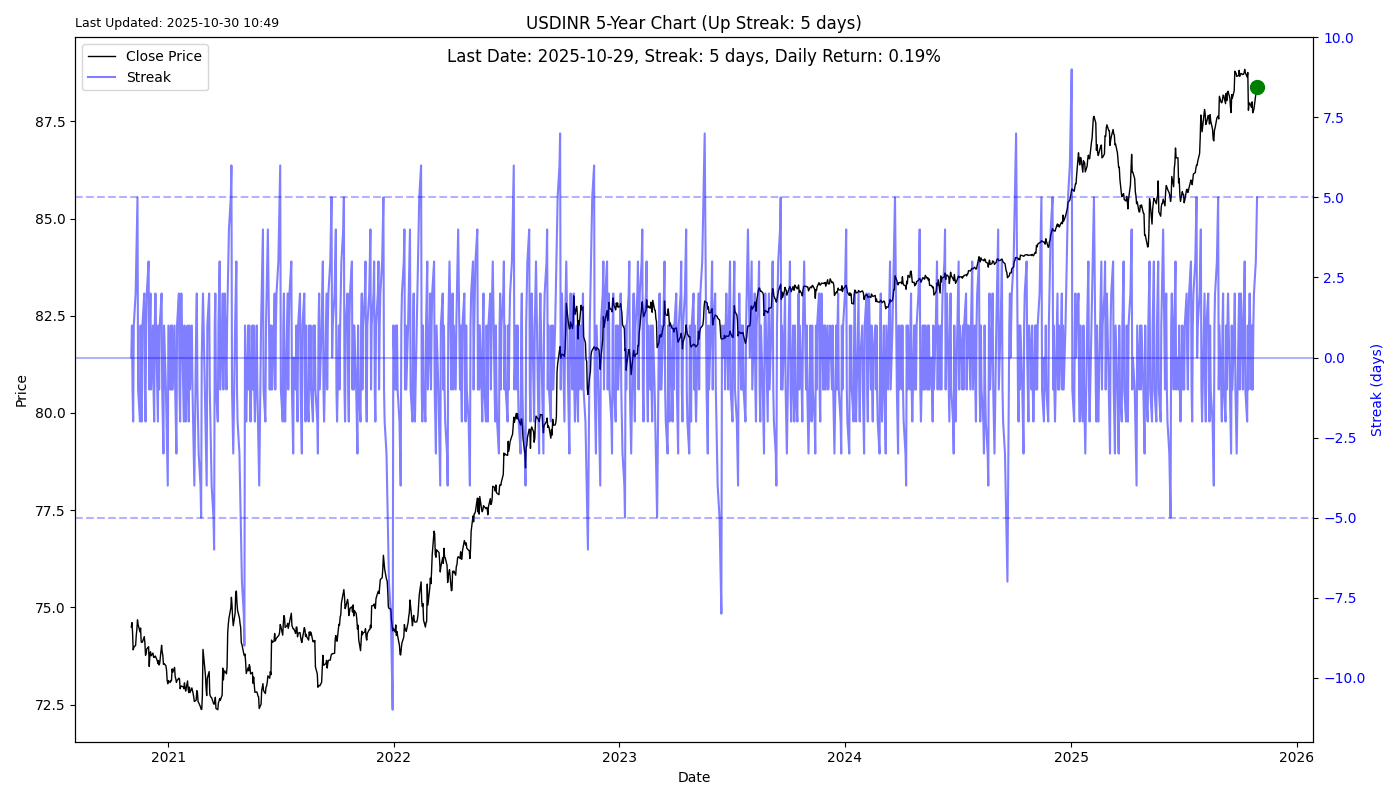 Last Updated: 2025-10-30 10:49
USDINR 5-Year Chart (Up Streak: 5 days)
Last Date: 2025-10-29, Streak: 5 days, Daily Return: 0.19%
Close Price
Streak
87.5
85.0
82.5
80.0
77.5
75.0
72.5
Price
10.0
7.5
5.0
2.5
0.0
−2.5
−5.0
−7.5
−10.0
Streak (days)
2021
2022
2023
2024
2025
2026
Date